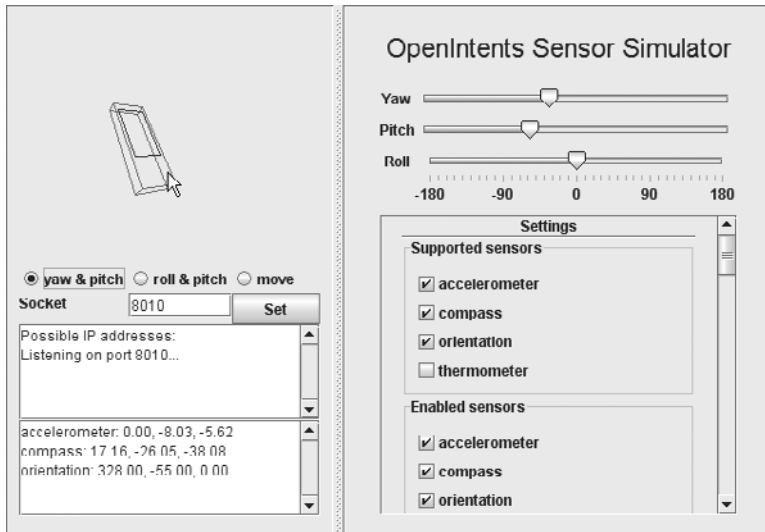 yaw & pitch roll & pitch move
Socket 8010 Set
Possible IP addresses:
Listening on port 8010...
accelerometer: 0.00, -8.03, -5.62
compass: 17.16, -26.05, -38.08
orientation: 328.00, -55.00, 0.00
OpenIntents Sensor Simulator
Yaw
Pitch
Roll
-180 -90 0 90 180
Settings
Supported sensors
accelerometer
compass
orientation
thermometer
Enabled sensors
accelerometer
compass
orientation